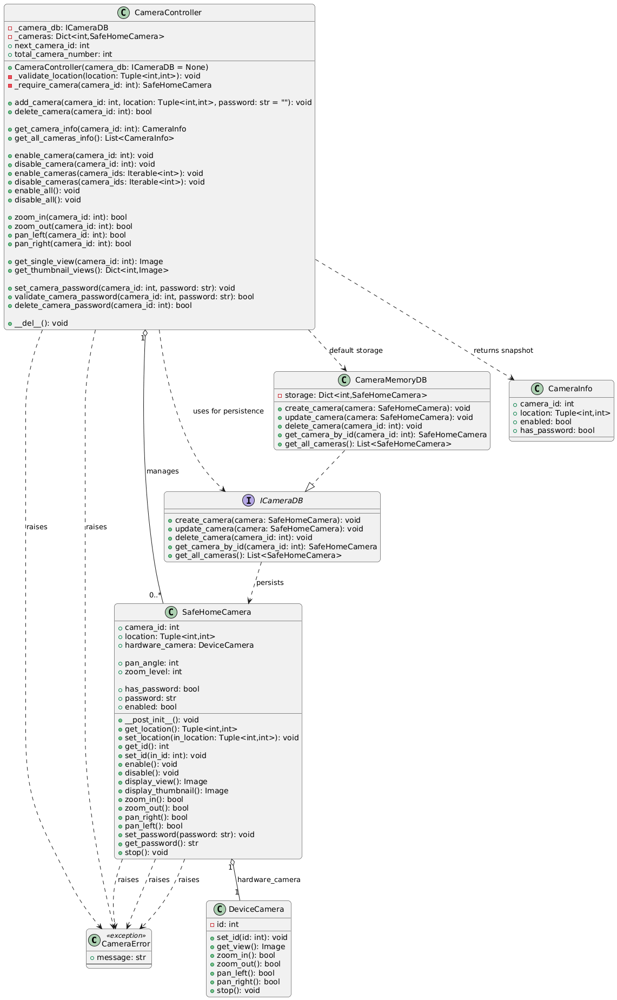 C CameraController
_camera_db: ICameraDB
_cameras: Dict<int,SafeHomeCamera>
next_camera_id: int
total_camera_number: int
CameraController(camera_db: ICameraDB = None)
_validate_location(location: Tuple<int,int>): void
_require_camera(camera_id: int): SafeHomeCamera
add_camera(camera_id: int, location: Tuple<int,int>, password: str = ""): void
delete_camera(camera_id: int): bool
get_camera_info(camera_id: int): CameraInfo
get_all_cameras_info(): List<CameraInfo>
enable_camera(camera_id: int): void
disable_camera(camera_id: int): void
enable_cameras(camera_ids: Iterable<int>): void
disable_cameras(camera_ids: Iterable<int>): void
enable_all(): void
disable_all(): void
zoom_in(camera_id: int): bool
zoom_out(camera_id: int): bool
pan_left(camera_id: int): bool
pan_right(camera_id: int): bool
get_single_view(camera_id: int): Image
get_thumbnail_views(): Dict<int,Image>
set_camera_password(camera_id: int, password: str): void
validate_camera_password(camera_id: int, password: str): bool
delete_camera_password(camera_id: int): bool
__del__(): void
1
default storage
returns snapshot
C CameraMemoryDB
storage: Dict<int,SafeHomeCamera>
create_camera(camera: SafeHomeCamera): void
update_camera(camera: SafeHomeCamera): void
delete_camera(camera_id: int): void
get_camera_by_id(camera_id: int): SafeHomeCamera
get_all_cameras(): List<SafeHomeCamera>
C CameraInfo
camera_id: int
location: Tuple<int,int>
enabled: bool
has_password: bool
uses for persistence
manages
I ICameraDB
create_camera(camera: SafeHomeCamera): void
update_camera(camera: SafeHomeCamera): void
delete_camera(camera_id: int): void
get_camera_by_id(camera_id: int): SafeHomeCamera
get_all_cameras(): List<SafeHomeCamera>
raises
raises
persists
0..*
C SafeHomeCamera
camera_id: int
location: Tuple<int,int>
hardware_camera: DeviceCamera
pan_angle: int
zoom_level: int
has_password: bool
password: str
enabled: bool
__post_init__(): void
get_location(): Tuple<int,int>
set_location(in_location: Tuple<int,int>): void
get_id(): int
set_id(in_id: int): void
enable(): void
disable(): void
display_view(): Image
display_thumbnail(): Image
zoom_in(): bool
zoom_out(): bool
pan_right(): bool
pan_left(): bool
set_password(password: str): void
get_password(): str
stop(): void
1
raises
raises
raises
hardware_camera
1
C «exception»
CameraError
message: str
C DeviceCamera
id: int
set_id(id: int): void
get_view(): Image
zoom_in(): bool
zoom_out(): bool
pan_left(): bool
pan_right(): bool
stop(): void